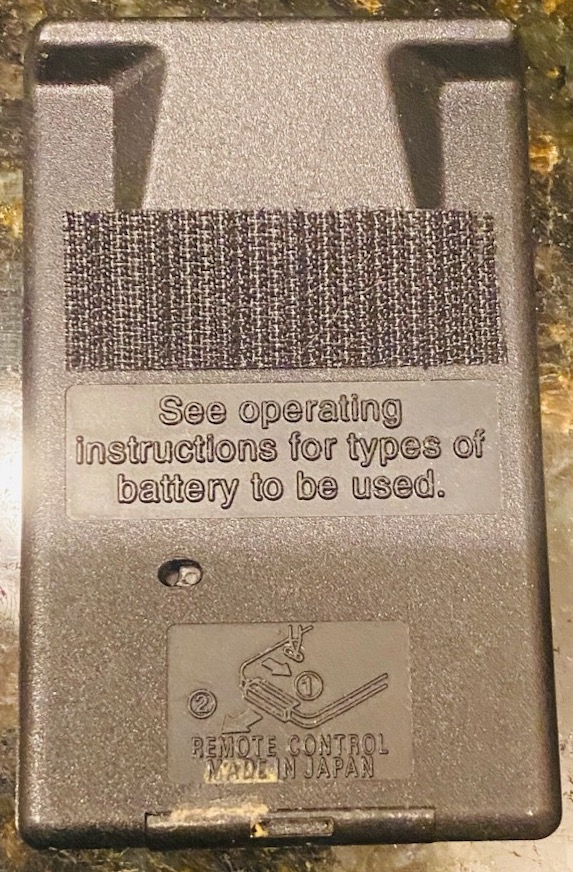 See operating
instructions for types of
battery to be used.
①
②
REMOTE CONTROL
MADE IN JAPAN